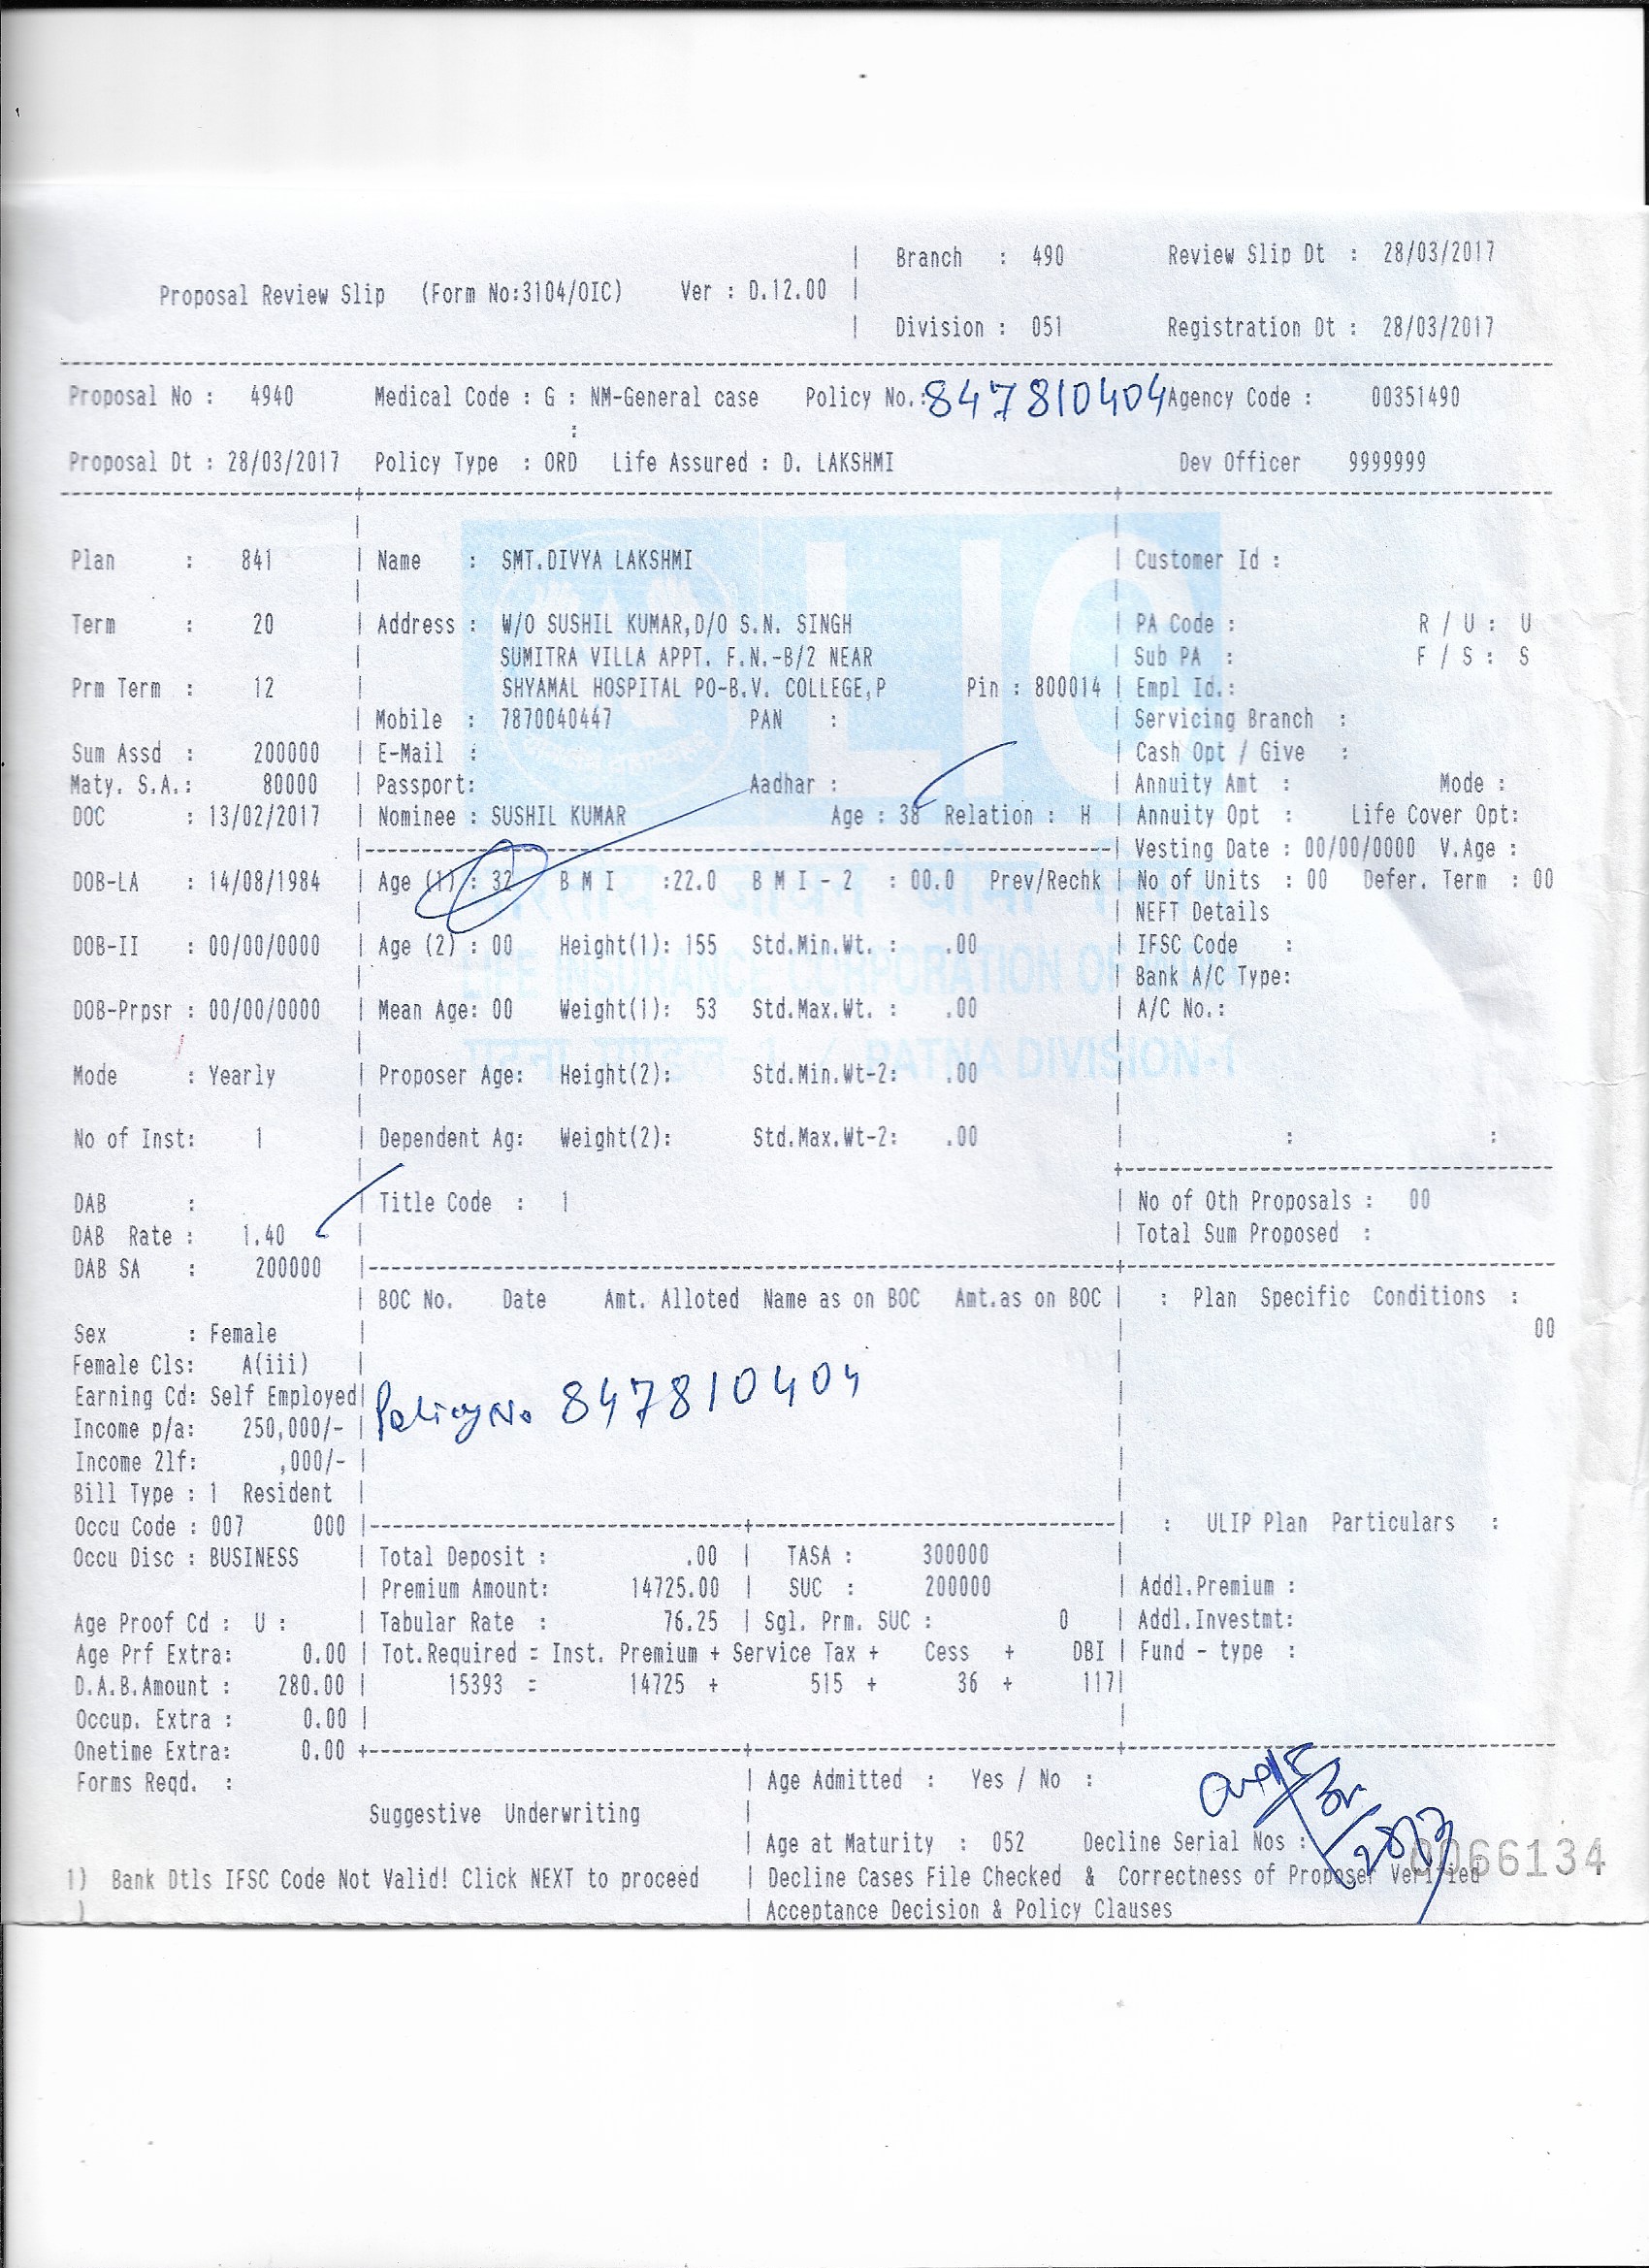 | Branch : 490 Review Slip Dt : 28/03/2017
Proposal Review Slip (Form No:3104/OIC) Ver : D.12.00 |
| Division : 051 Registration Dt : 28/03/2017
Proposal No : 4940 Medical Code : G : NM-General case Policy No.: 847810404 Agency Code : 00351490
:
Proposal Dt : 28/03/2017 Policy Type : ORD Life Assured : D. LAKSHMI Dev Officer 9999999
LIC
Plan : 841 | Name : SMT.DIVYA LAKSHMI | Customer Id :
Term : 20 | Address : W/O SUSHIL KUMAR,D/O S.N. SINGH | PA Code : R / U : U
| SUMITRA VILLA APPT. F.N.-B/2 NEAR | Sub PA : F / S : S
Prm Term : 12 | SHYAMAL HOSPITAL PO-B.V. COLLEGE,P Pin : 800014 | Empl Id.:
| Mobile : 7870040447 PAN : | Servicing Branch :
Sum Assd : 200000 | E-Mail : | Cash Opt / Give :
Maty. S.A.: 80000 | Passport: Aadhar : | Annuity Amt : Mode :
DOC : 13/02/2017 | Nominee : SUSHIL KUMAR Age : 38 Relation : H | Annuity Opt : Life Cover Opt:
| Vesting Date : 00/00/0000 V.Age :
DOB-LA : 14/08/1984 | Age (1) : 32 B M I :22.0 B M I - 2 : 00.0 Prev/Rechk | No of Units : 00 Defer. Term : 00
भारतीय जीवन बीमा निगम
| NEFT Details
DOB-II : 00/00/0000 | Age (2) : 00 Height(1): 155 Std.Min.Wt. : .00 | IFSC Code :
LIFE INSURANCE CORPORATION OF INDIA
| Bank A/C Type:
DOB-Prpsr : 00/00/0000 | Mean Age: 00 Weight(1): 53 Std.Max.Wt. : .00 | A/C No.:
पटना मण्डल-1 / PATNA DIVISION-1
Mode : Yearly | Proposer Age: Height(2): Std.Min.Wt-2: .00
No of Inst: 1 | Dependent Ag: Weight(2): Std.Max.Wt-2: .00 | : :
DAB : | Title Code : 1 | No of Oth Proposals : 00
DAB Rate : 1.40 | | Total Sum Proposed :
DAB SA : 200000
| BOC No. Date Amt. Alloted Name as on BOC Amt.as on BOC | : Plan Specific Conditions :
Sex : Female | | 00
Female Cls: A(iii) |
Earning Cd: Self Employed| Policy No. 847810404
Income p/a: 250,000/- |
Income 2lf: ,000/- |
Bill Type : 1 Resident |
Occu Code : 007 000 | : ULIP Plan Particulars :
Occu Disc : BUSINESS | Total Deposit : .00 | TASA : 300000 |
| Premium Amount: 14725.00 | SUC : 200000 | Addl.Premium :
Age Proof Cd : U : | Tabular Rate : 76.25 | Sgl. Prm. SUC : 0 | Addl.Investmt:
Age Prf Extra: 0.00 | Tot.Required = Inst. Premium + Service Tax + Cess + DBI | Fund - type :
D.A.B.Amount : 280.00 | 15393 = 14725 + 515 + 36 + 117|
Occup. Extra : 0.00 |
Onetime Extra: 0.00
Forms Reqd. : | Age Admitted : Yes / No :
Suggestive Underwriting |
| Age at Maturity : 052 Decline Serial Nos :
0066134
1) Bank Dtls IFSC Code Not Valid! Click NEXT to proceed | Decline Cases File Checked & Correctness of Proposer Verified
) | Acceptance Decision & Policy Clauses